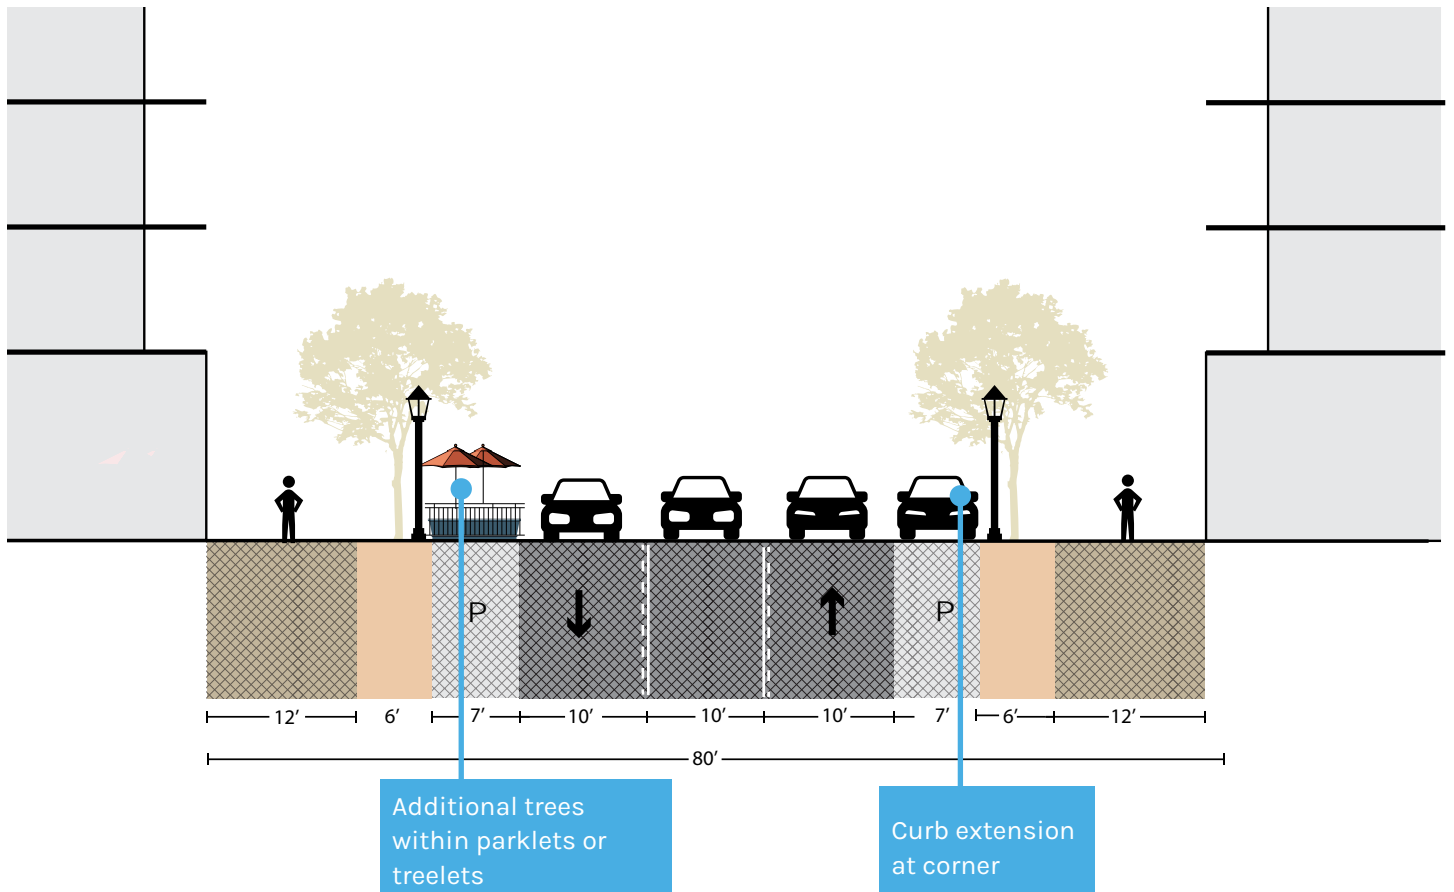 P
P
12′
6′
7′
10′
10′
10′
7′
6′
12′
80′
Additional trees
within parklets or
treelets
Curb extension
at corner